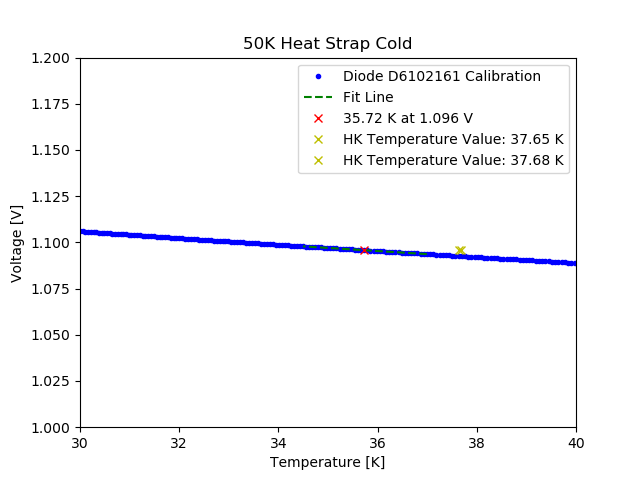 50K Heat Strap Cold
Diode D6102161 Calibration
Fit Line
35.72 K at 1.096 V
HK Temperature Value: 37.65 K
HK Temperature Value: 37.68 K
Voltage [V]
1.200
1.175
1.150
1.125
1.100
1.075
1.050
1.025
1.000
30 32 34 36 38 40
Temperature [K]